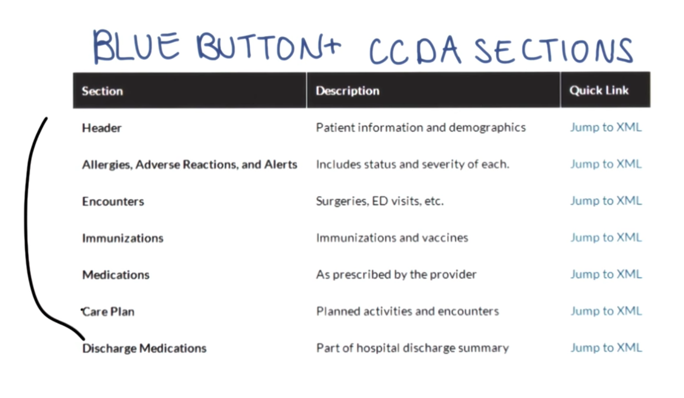 BLUE BUTTON+ CCDA SECTIONS
Section Description Quick Link
Header Patient information and demographics Jump to XML
Allergies, Adverse Reactions, and Alerts Includes status and severity of each. Jump to XML
Encounters Surgeries, ED visits, etc. Jump to XML
Immunizations Immunizations and vaccines Jump to XML
Medications As prescribed by the provider Jump to XML
Care Plan Planned activities and encounters Jump to XML
Discharge Medications Part of hospital discharge summary Jump to XML